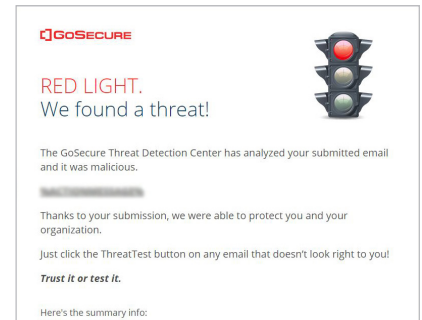 GOSECURE
RED LIGHT.
We found a threat!
The GoSecure Threat Detection Center has analyzed your submitted email
and it was malicious.
Thanks to your submission, we were able to protect you and your
organization.
Just click the ThreatTest button on any email that doesn't look right to you!
Trust it or test it.
Here's the summary info: